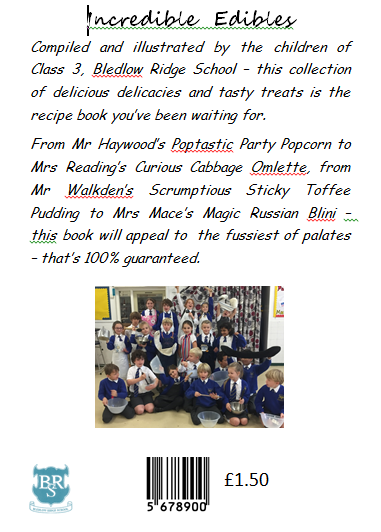 Incredible Edibles
Compiled and illustrated by the children of
Class 3, Bledlow Ridge School – this collection
of delicious delicacies and tasty treats is the
recipe book you've been waiting for.
From Mr Haywood's Poptastic Party Popcorn to
Mrs Reading's Curious Cabbage Omlette, from
Mr Walkden's Scrumptious Sticky Toffee
Pudding to Mrs Mace's Magic Russian Blini –
this book will appeal to the fussiest of palates
– that's 100% guaranteed.
BRS
5 678900
£1.50